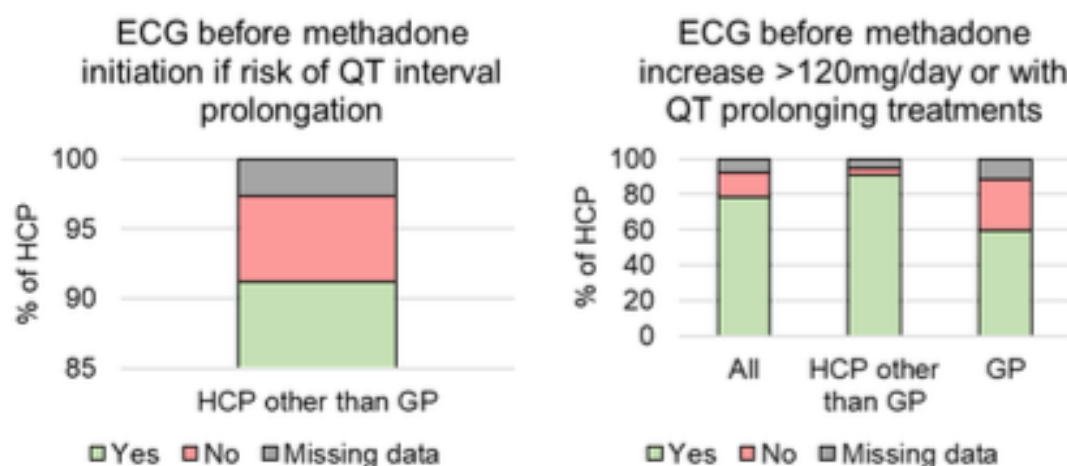 ECG before methadone
initiation if risk of QT interval
prolongation
100
95
90
85
% of HCP
HCP other than GP
Yes No Missing data
ECG before methadone
increase >120mg/day or with
QT prolonging treatments
100
80
60
40
20
0
% of HCP
All
HCP other
than GP
GP
Yes No Missing data